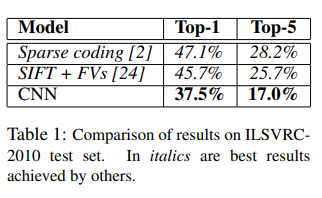 Model Top-1 Top-5
Sparse coding [2] 47.1% 28.2%
SIFT + FVs [24] 45.7% 25.7%
CNN 37.5% 17.0%
Table 1: Comparison of results on ILSVRC-
2010 test set. In italics are best results
achieved by others.